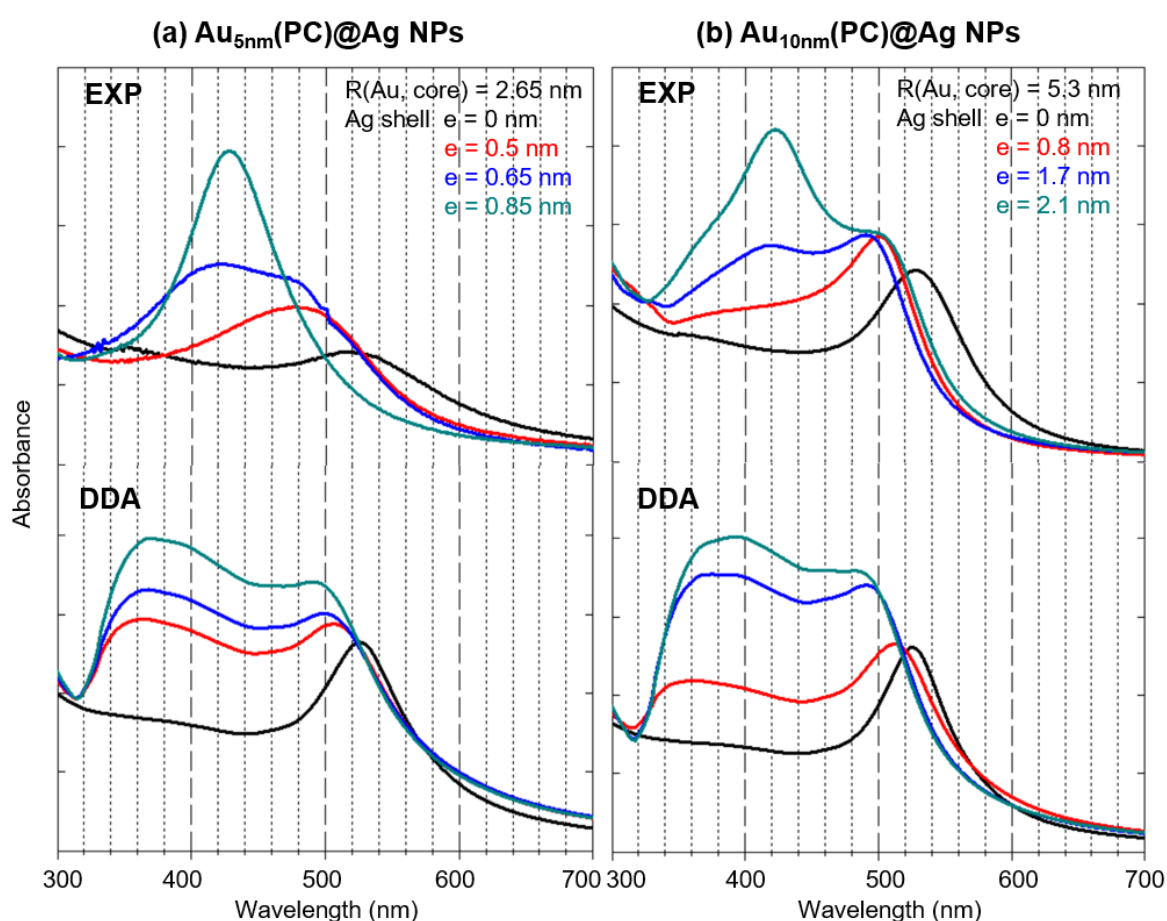 (a) Au5nm(PC)@Ag NPs
EXP
R(Au, core) = 2.65 nm
Ag shell e = 0 nm
e = 0.5 nm
e = 0.65 nm
e = 0.85 nm
DDA
(b) Au10nm(PC)@Ag NPs
EXP
R(Au, core) = 5.3 nm
Ag shell e = 0 nm
e = 0.8 nm
e = 1.7 nm
e = 2.1 nm
DDA
Absorbance
300 400 500 600 700
Wavelength (nm)
300 400 500 600 700
Wavelength (nm)